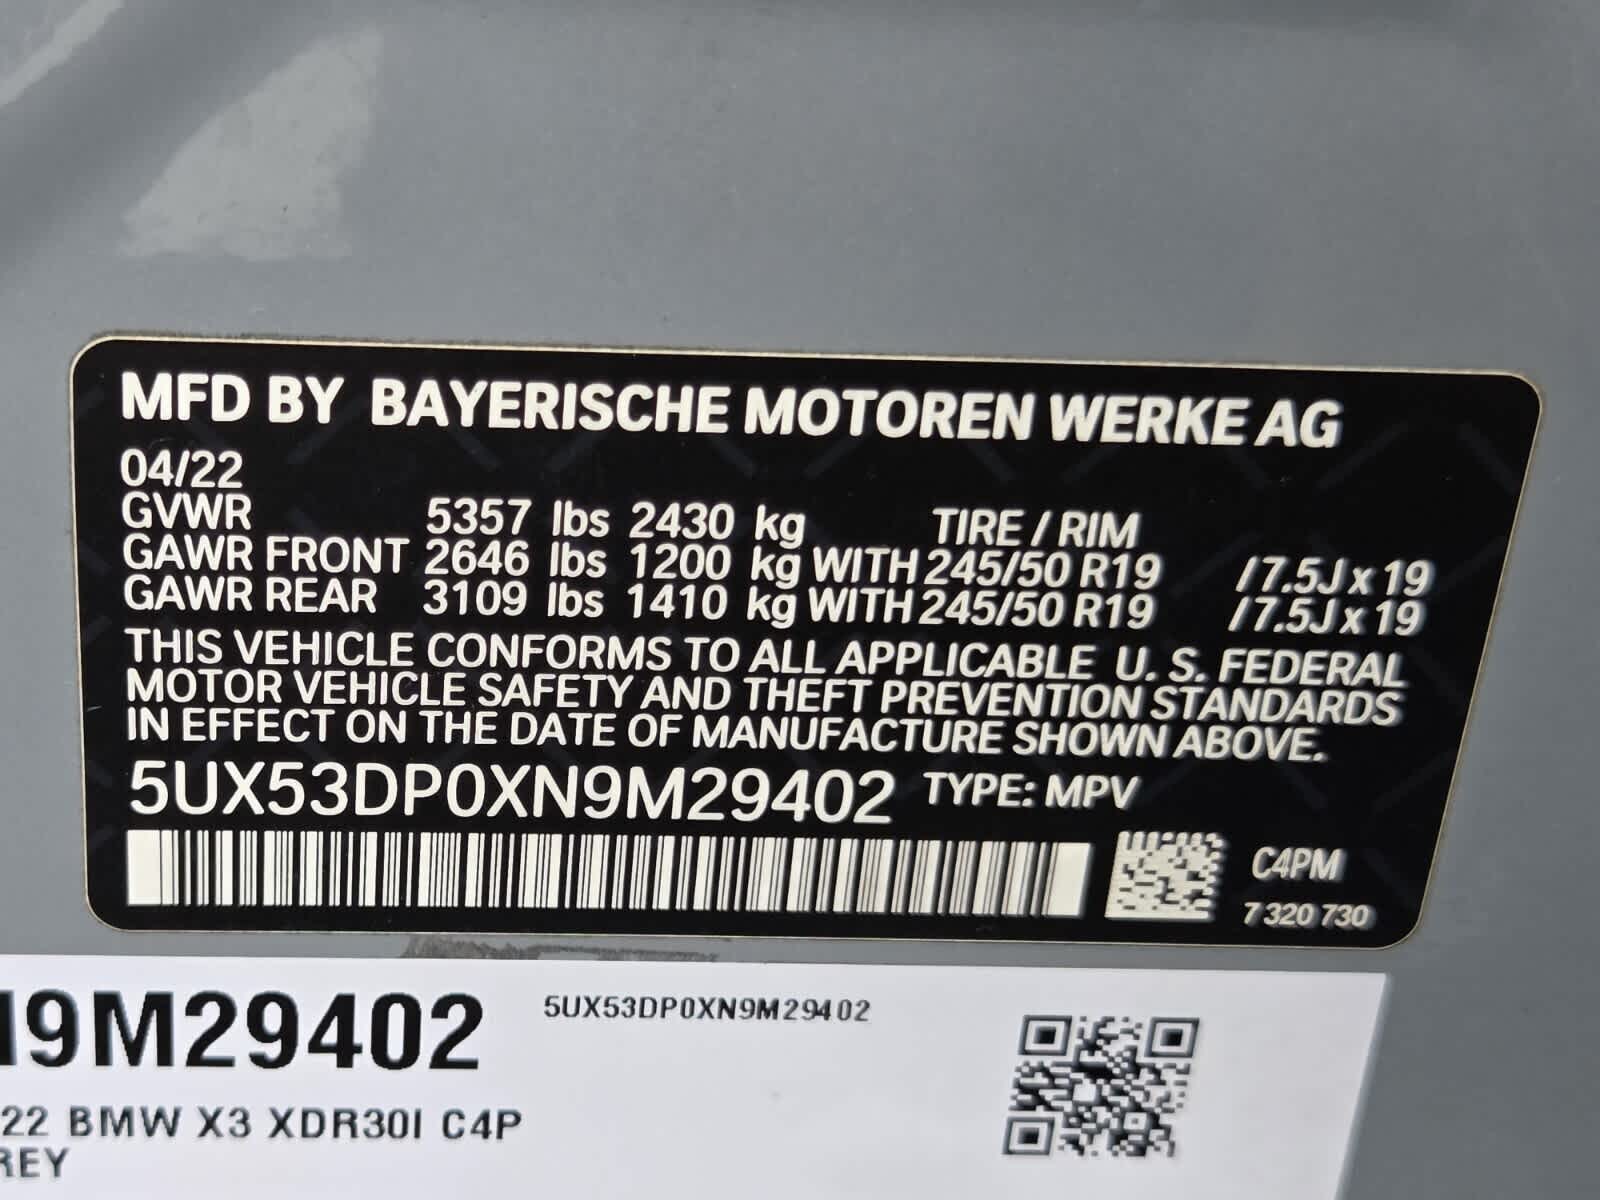 MFD BY BAYERISCHE MOTOREN WERKE AG
04/22
GVWR 5357 lbs 2430 kg TIRE / RIM
GAWR FRONT 2646 lbs 1200 kg WITH 245/50 R19 /7.5J x 19
GAWR REAR 3109 lbs 1410 kg WITH 245/50 R19 /7.5J x 19
THIS VEHICLE CONFORMS TO ALL APPLICABLE U. S. FEDERAL
MOTOR VEHICLE SAFETY AND THEFT PREVENTION STANDARDS
IN EFFECT ON THE DATE OF MANUFACTURE SHOWN ABOVE.
5UX53DP0XN9M29402 TYPE: MPV
C4PM
7 320 730
9M29402 5UX53DP0XN9M29402
22 BMW X3 XDR30I C4P
REY